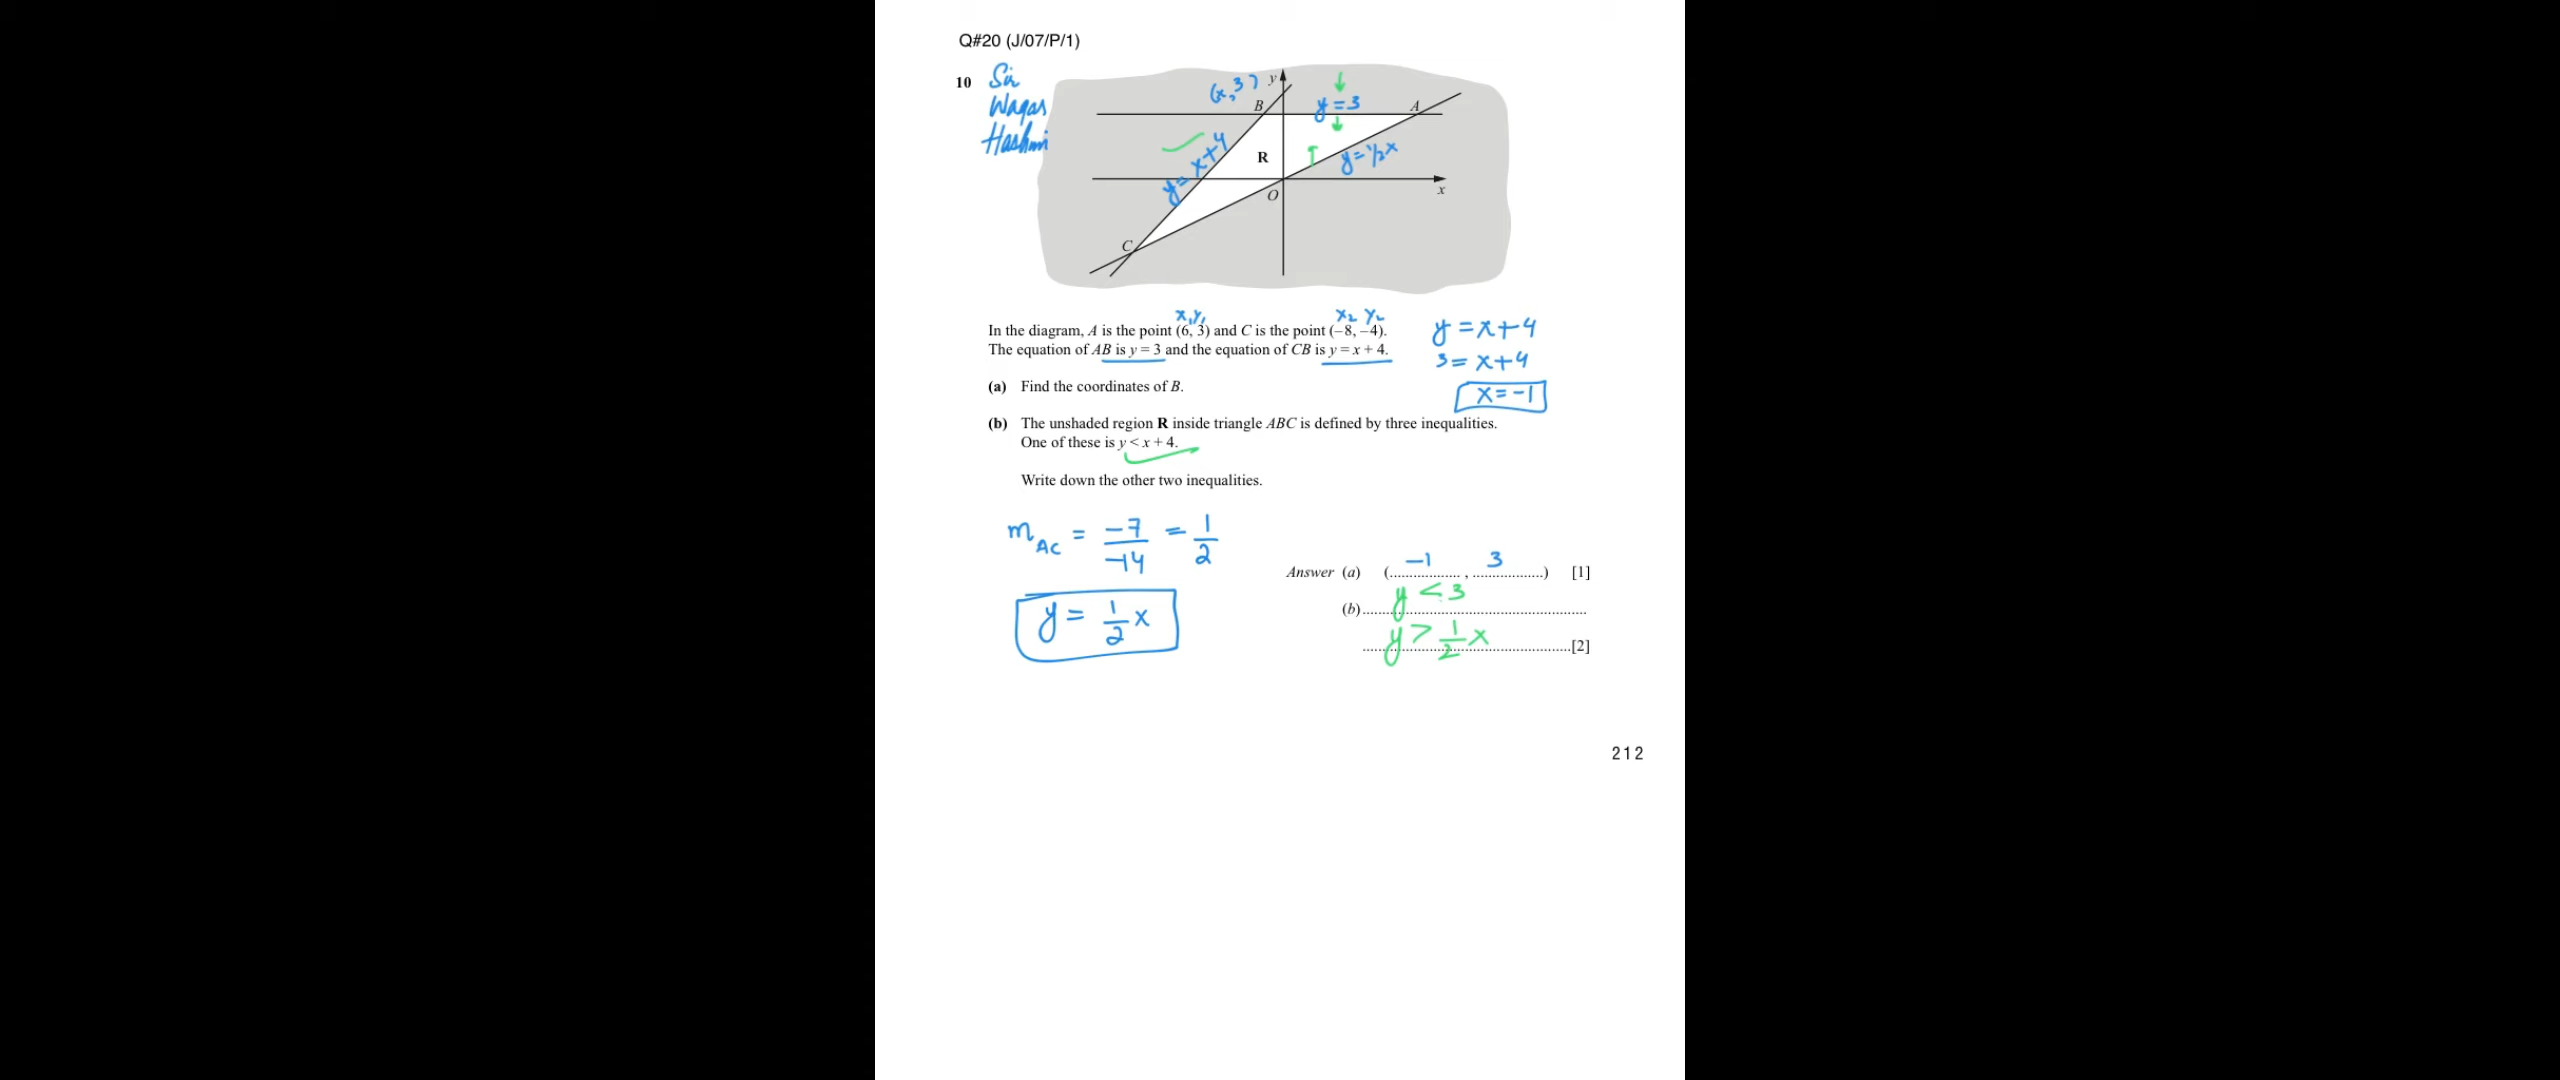 Q#20 (J/07/P/1)
10
Sir
Waqas
Hashmi
(x,3)
y
B
y=3
A
y=x+4
R
y=1/2x
x
O
C
x₁y₁
x₂ y₂
In the diagram, A is the point (6, 3) and C is the point (–8, –4).
The equation of AB is y = 3 and the equation of CB is y = x + 4.
y = x+4
3 = x+4
x=-1
(a) Find the coordinates of B.
(b) The unshaded region R inside triangle ABC is defined by three inequalities.
One of these is y < x + 4.
Write down the other two inequalities.
m_AC = -7/-14 = 1/2
y = 1/2 x
Answer (a) (.....-1....., .....3.....) [1]
(b) y < 3
y > 1/2 x [2]
212